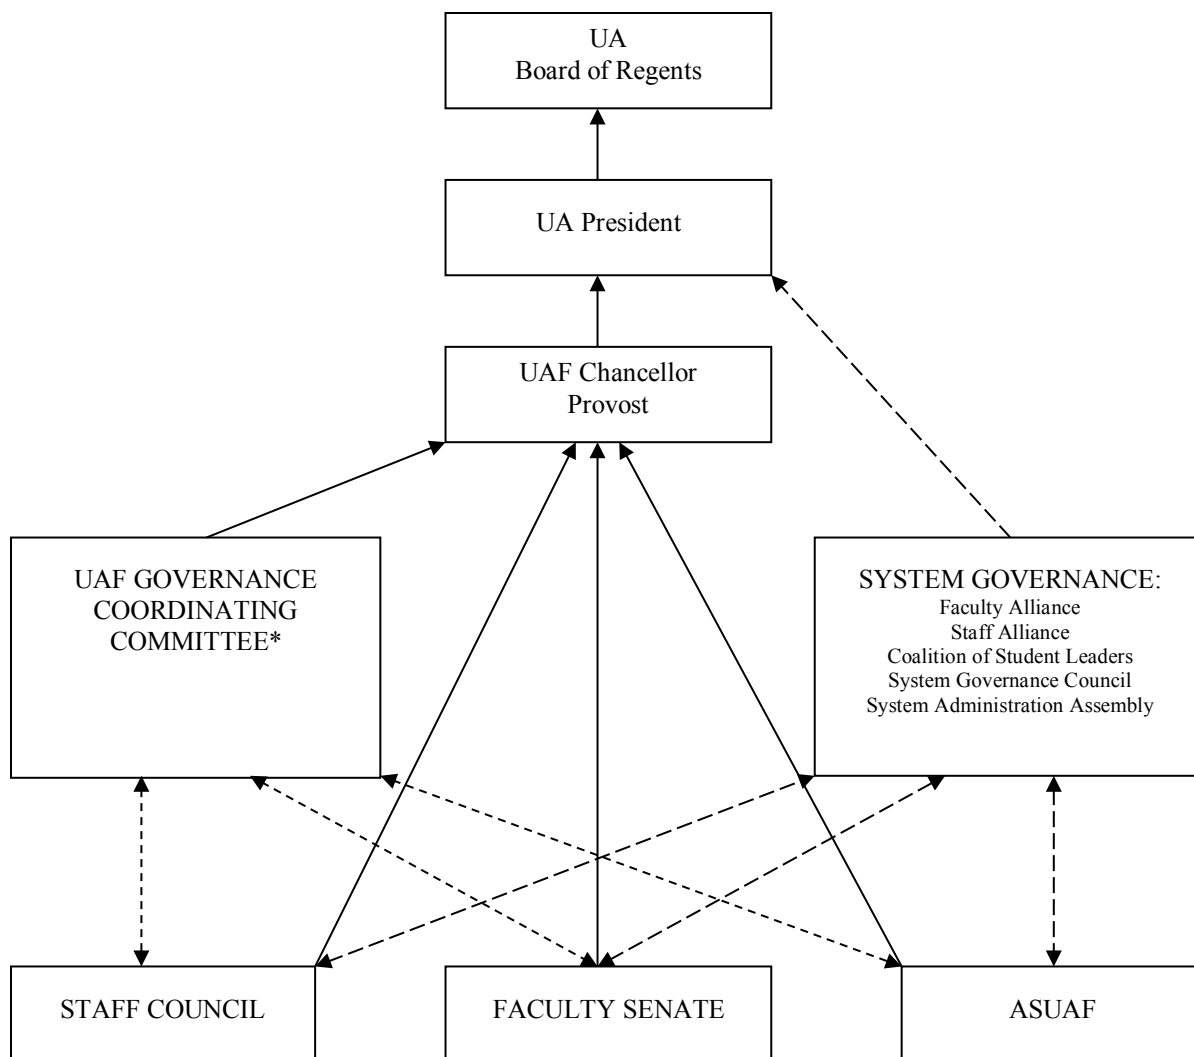 UA
Board of Regents
UA President
UAF Chancellor
Provost
UAF GOVERNANCE
COORDINATING
COMMITTEE*
SYSTEM GOVERNANCE:
Faculty Alliance
Staff Alliance
Coalition of Student Leaders
System Governance Council
System Administration Assembly
STAFF COUNCIL
FACULTY SENATE
ASUAF